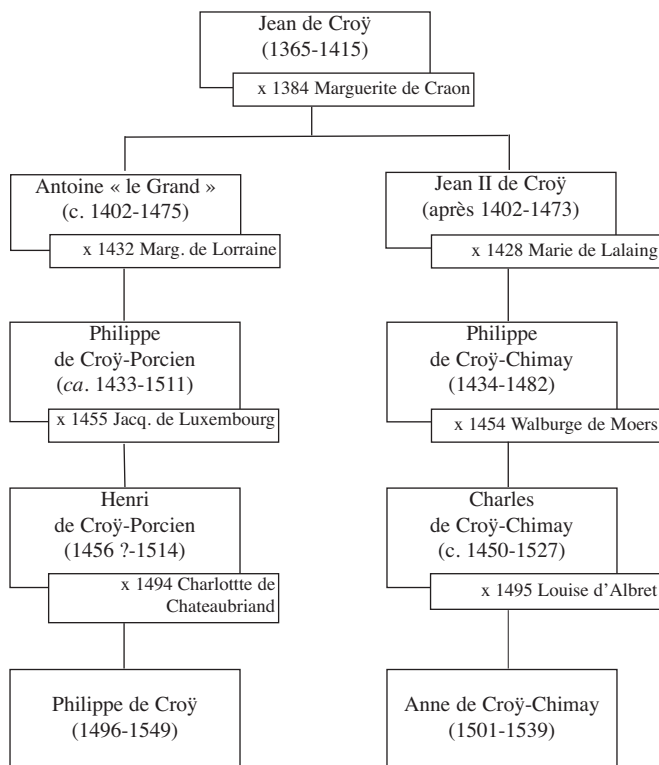 Jean de Croÿ
(1365-1415)
x 1384 Marguerite de Craon
Antoine « le Grand »
(c. 1402-1475)
x 1432 Marg. de Lorraine
Jean II de Croÿ
(après 1402-1473)
x 1428 Marie de Lalaing
Philippe
de Croÿ-Porcien
(ca. 1433-1511)
x 1455 Jacq. de Luxembourg
Philippe
de Croÿ-Chimay
(1434-1482)
x 1454 Walburge de Moers
Henri
de Croÿ-Porcien
(1456 ?-1514)
x 1494 Charlottte de
Chateaubriand
Charles
de Croÿ-Chimay
(c. 1450-1527)
x 1495 Louise d’Albret
Philippe de Croÿ
(1496-1549)
Anne de Croÿ-Chimay
(1501-1539)